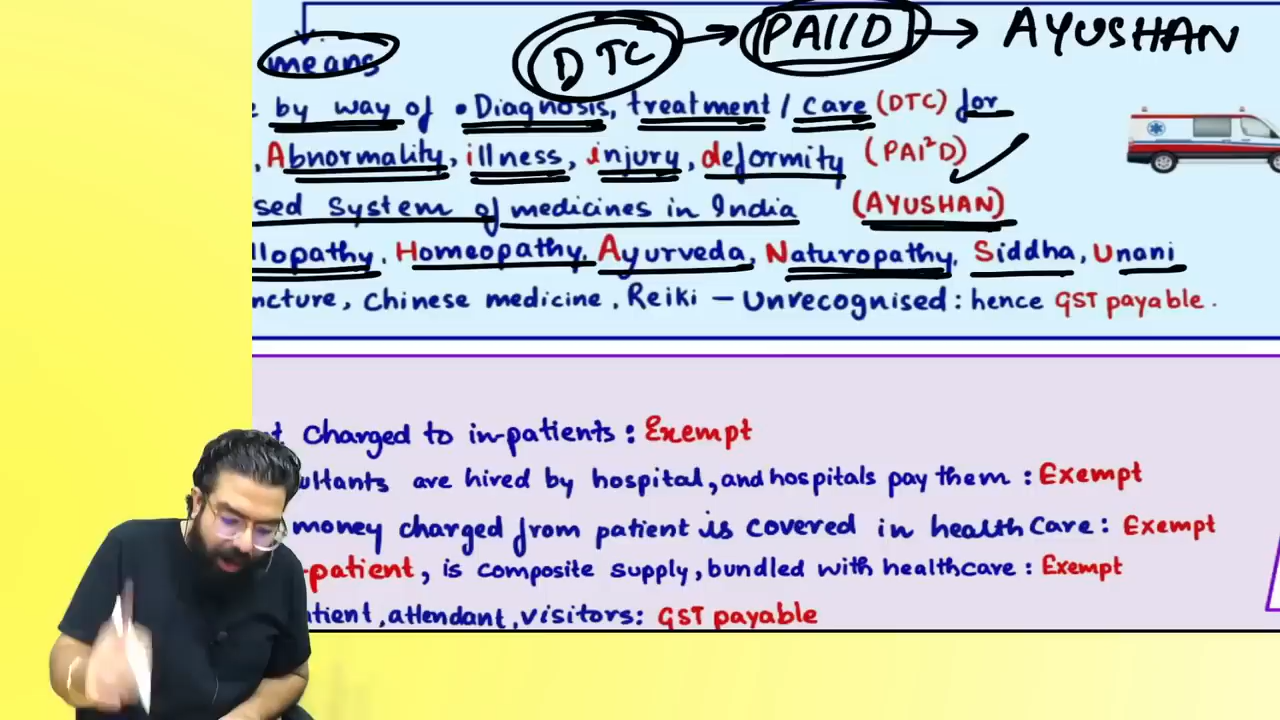 DTC → PAIID → AYUSHAN
means
by way of • Diagnosis, treatment / care (DTC) for
, Abnormality, illness, injury, deformity (PAI²D)
sed system of medicines in India (AYUSHAN)
llopathy, Homeopathy, Ayurveda, Naturopathy, Siddha, Unani
ncture, Chinese medicine, Reiki – Unrecognised : hence GST payable.
charged to in-patients : Exempt
ultants are hired by hospital, and hospitals pay them : Exempt
money charged from patient is covered in health Care : Exempt
-patient, is composite supply, bundled with healthcare : Exempt
tient, attendant, visitors: GST payable